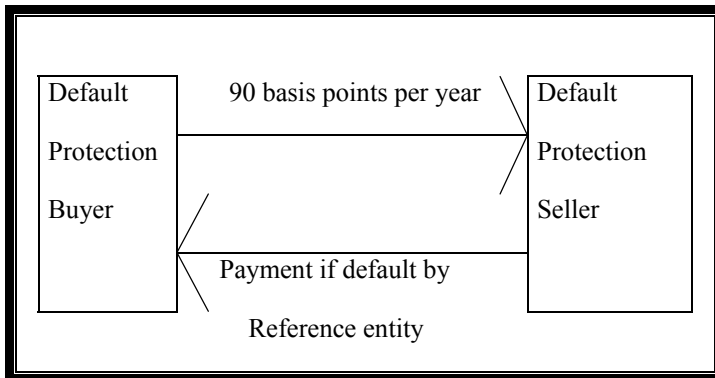 Default
Protection
Buyer
90 basis points per year
Default
Protection
Seller
Payment if default by
Reference entity